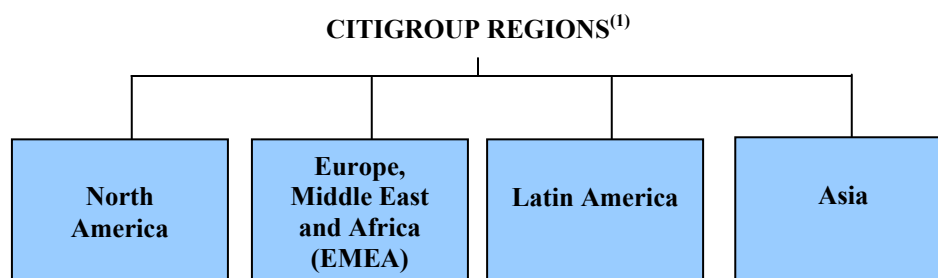 CITIGROUP REGIONS(1)
North
America
Europe,
Middle East
and Africa
(EMEA)
Latin America
Asia